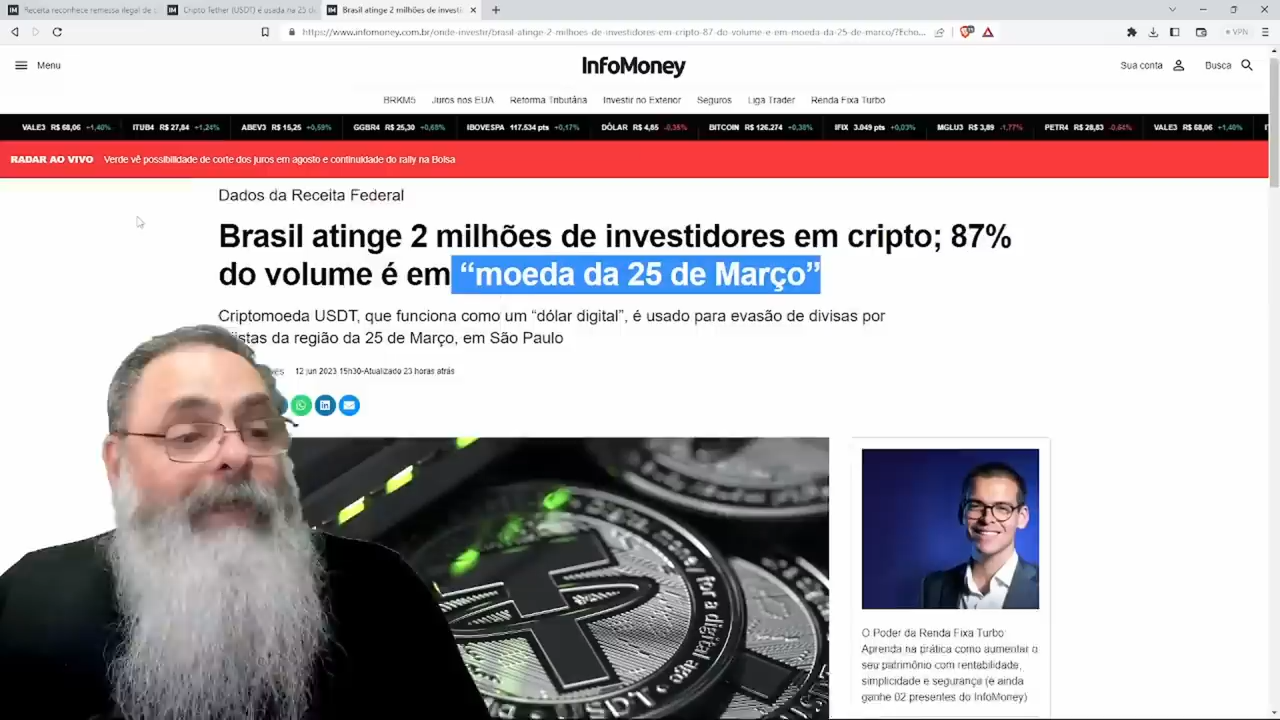 Receita reconhece remessa ilegal de
Cripto Tether (USDT) é usada na 25 d
Brasil atinge 2 milhões de investi
https://www.infomoney.com.br/onde-investir/brasil-atinge-2-milhoes-de-investidores-em-cripto-87-do-volume-e-em-moeda-da-25-de-marco/?Echo...
VPN
Menu
InfoMoney
Sua conta
Busca
BRKM5 Juros nos EUA Reforma Tributária Investir no Exterior Seguros Liga Trader Renda Fixa Turbo
VALE3 R$ 68,06 +1,40% ITUB4 R$ 27,84 +1,24% ABEV3 R$ 15,25 +0,59% GGBR4 R$ 25,30 +0,68% IBOVESPA 117.534 pts +0,17% DÓLAR R$ 4,85 -0,35% BITCOIN R$ 126.274 +0,38% IFIX 3.049 pts +0,03% MGLU3 R$ 3,89 -1,77% PETR4 R$ 28,83 -0,64% VALE3 R$ 68,06 +1,40%
RADAR AO VIVO Verde vê possibilidade de corte dos juros em agosto e continuidade do rally na Bolsa
Dados da Receita Federal
Brasil atinge 2 milhões de investidores em cripto; 87%
do volume é em “moeda da 25 de Março”
Criptomoeda USDT, que funciona como um “dólar digital”, é usado para evasão de divisas por
da região da 25 de Março, em São Paulo
12 jun 2023 15h30-Atualizado 23 horas atrás
for a digital age
USDT
O Poder da Renda Fixa Turbo
Aprenda na prática como aumentar o
seu patrimônio com rentabilidade,
simplicidade e segurança (e ainda
ganhe 02 presentes do InfoMoney)